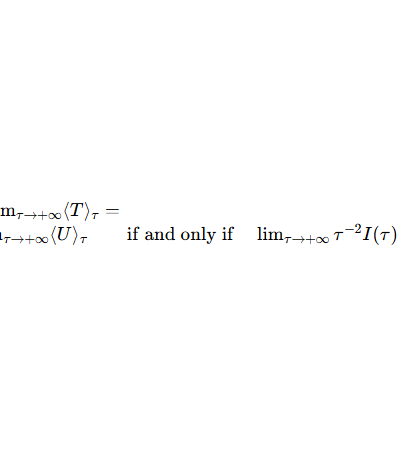 m_{τ→+∞}⟨T⟩_τ =
_{τ→+∞}⟨U⟩_τ if and only if lim_{τ→+∞} τ^{-2}I(τ)